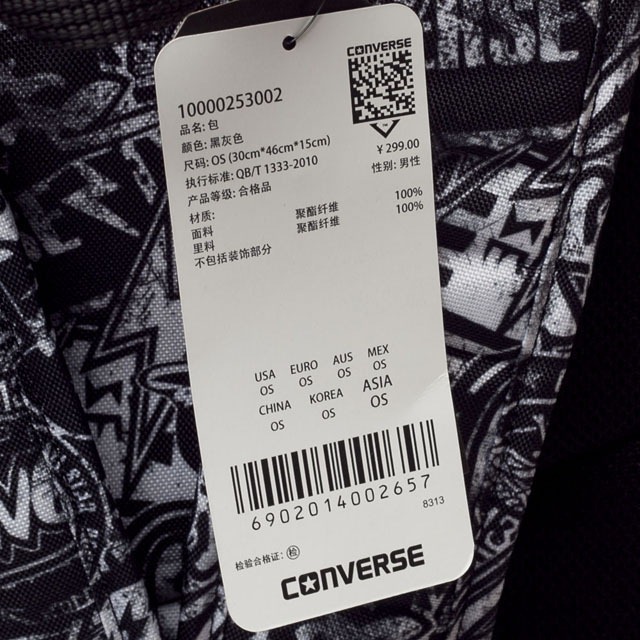 CONVERSE
10000253002
品名: 包
颜色: 黑灰色
尺码: OS (30cm*46cm*15cm)
¥ 299.00
执行标准: QB/T 1333-2010
性别: 男性
产品等级: 合格品
材质:
面料 聚酯纤维 100%
里料 聚酯纤维 100%
不包括装饰部分
USA EURO AUS MEX
OS OS OS OS
CHINA KOREA ASIA
OS OS OS
6902014002657
8313
检验合格证: 检
CONVERSE